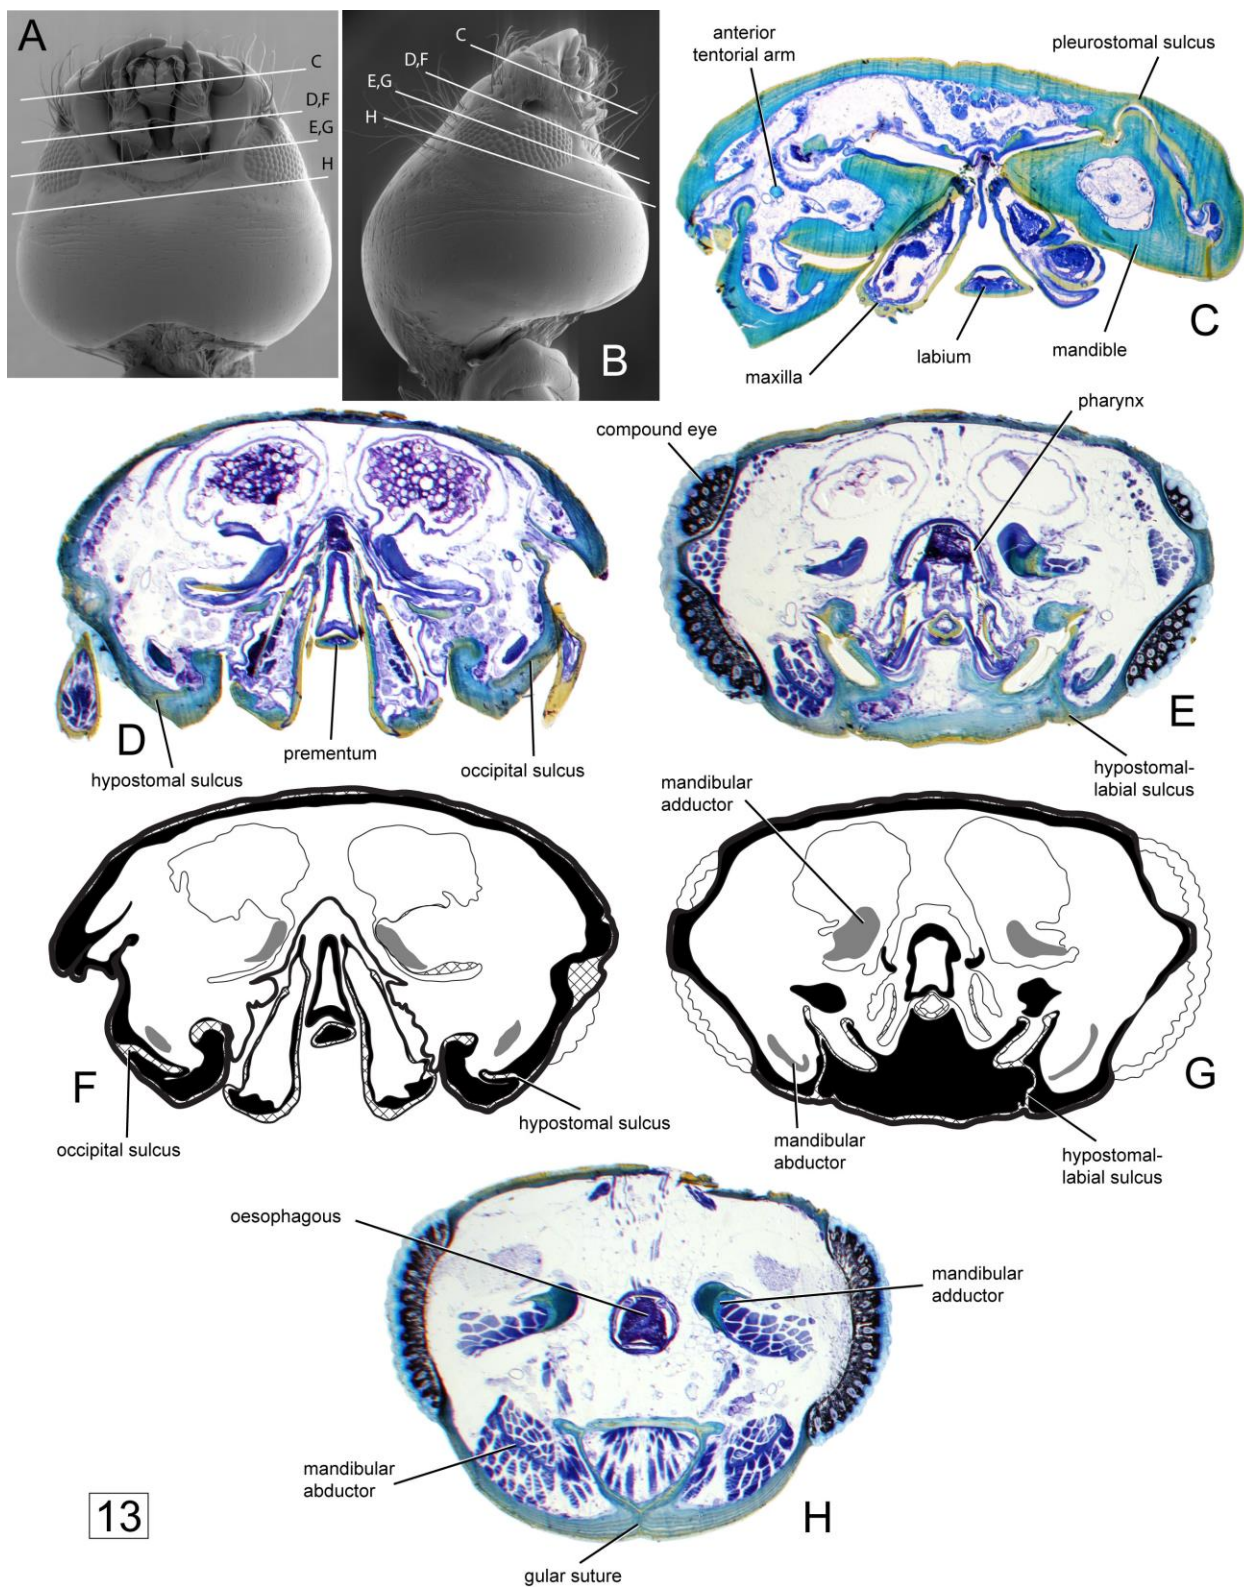 A
C
D,F
E,G
H
C
D,F
E,G
H
B
anterior
tentorial arm
pleurostomal sulcus
C
maxilla
labium
mandible
compound eye
pharynx
D
hypostomal sulcus
prementum
occipital sulcus
E
hypostomal-
labial sulcus
mandibular
adductor
F
occipital sulcus
hypostomal sulcus
G
mandibular
abductor
hypostomal-
labial sulcus
oesophagous
mandibular
adductor
mandibular
abductor
H
gular suture
13